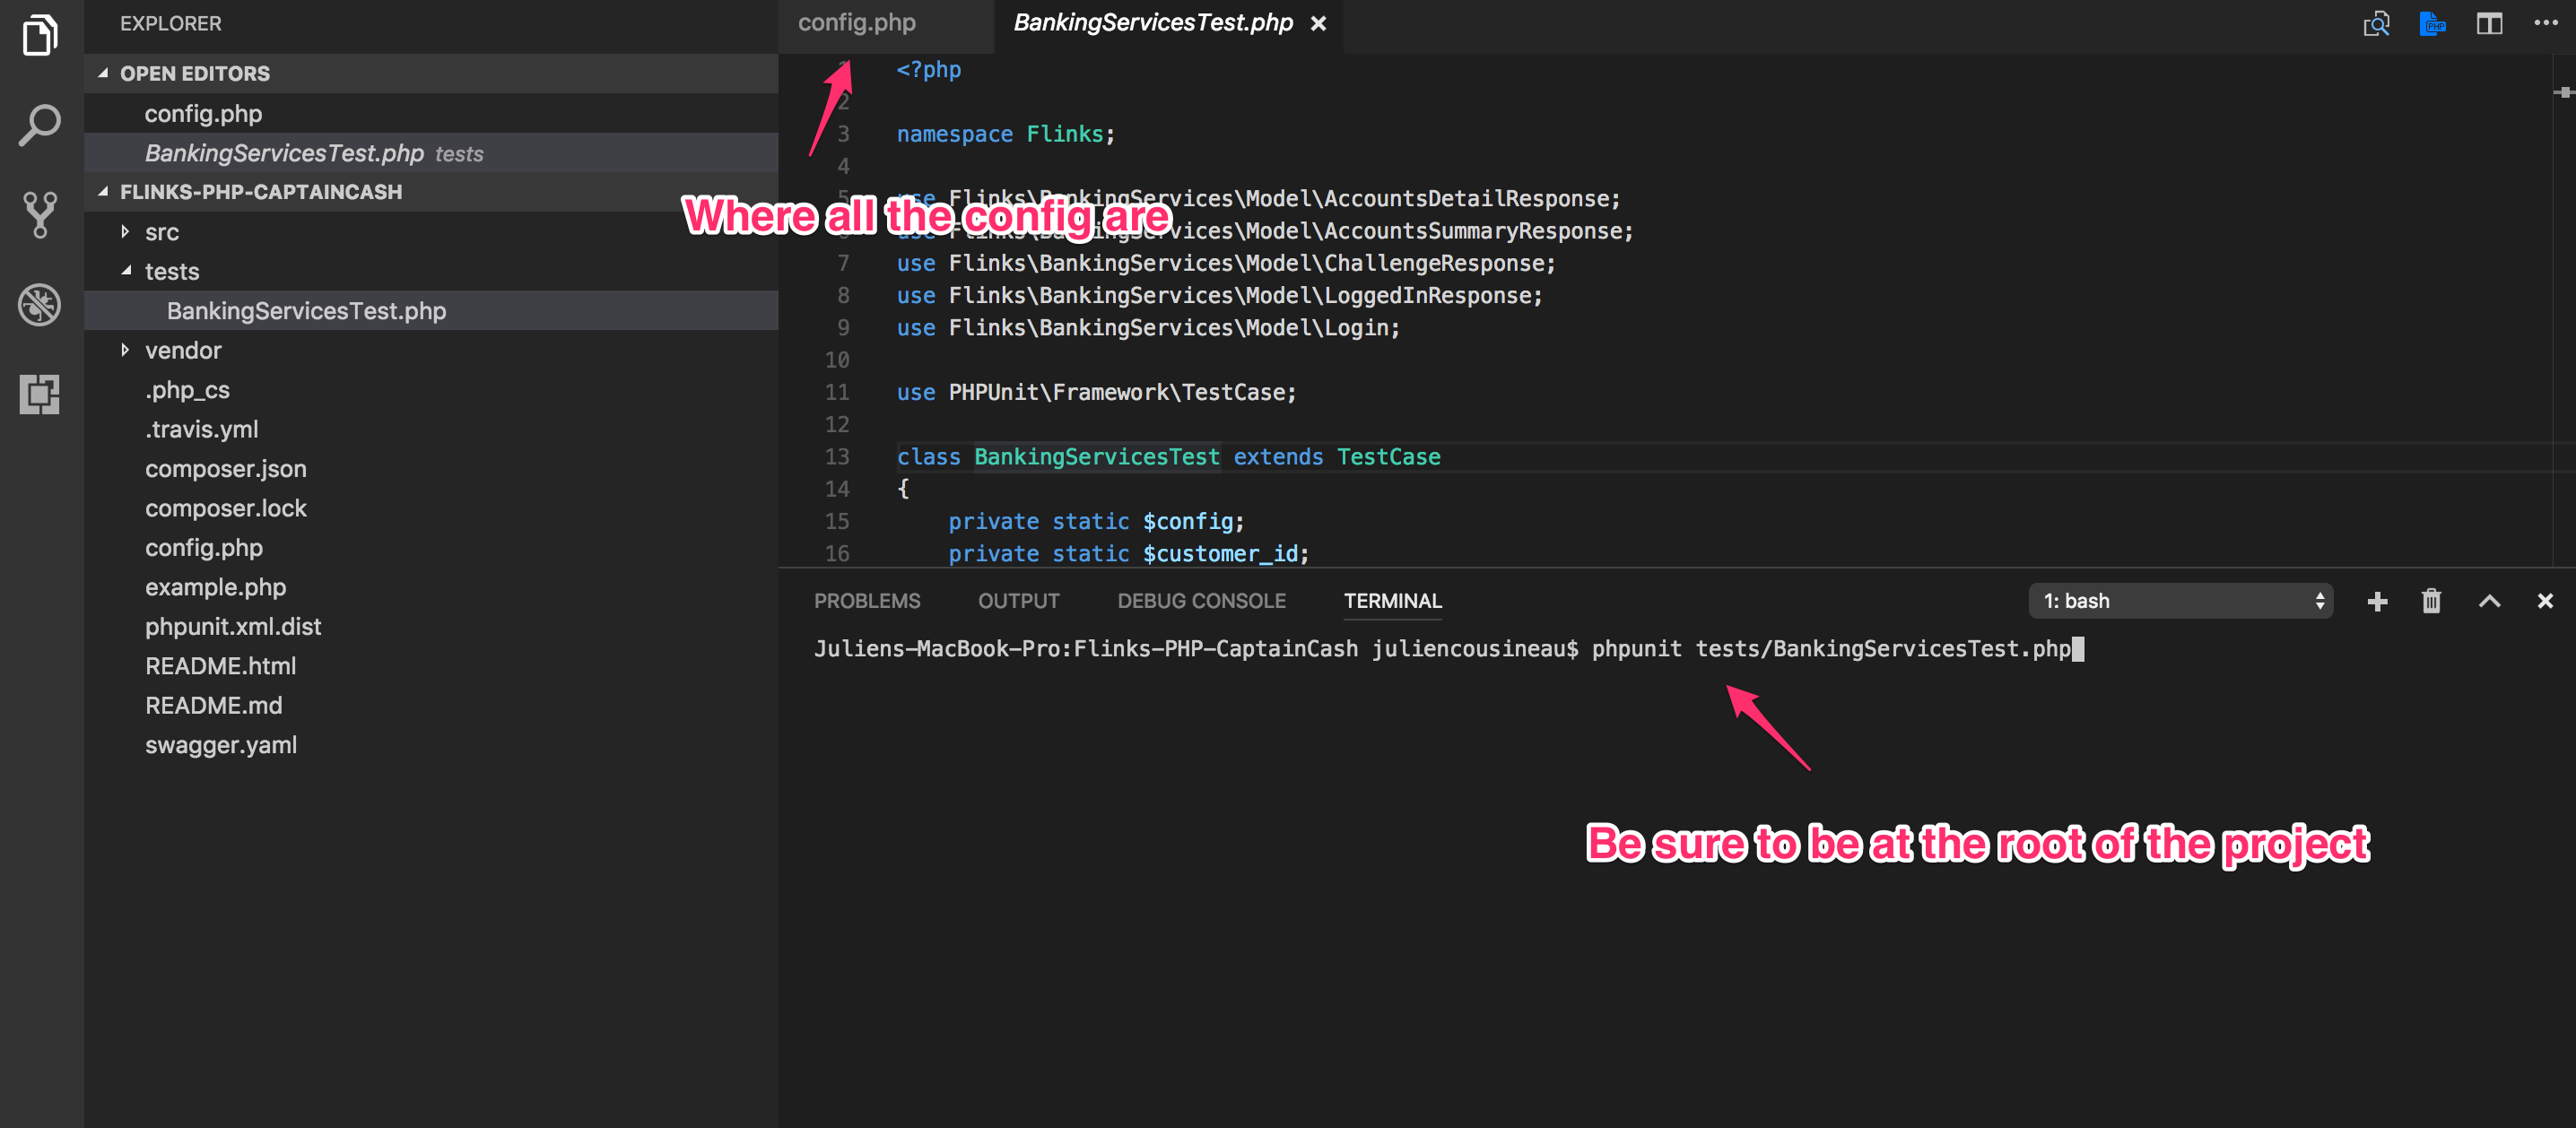 EXPLORER
OPEN EDITORS
config.php
BankingServicesTest.php tests
FLINKS-PHP-CAPTAINCASH
src
tests
BankingServicesTest.php
vendor
.php_cs
.travis.yml
composer.json
composer.lock
config.php
example.php
phpunit.xml.dist
README.html
README.md
swagger.yaml
config.php
BankingServicesTest.php
<?php
2
3 namespace Flinks;
4
5 use Flinks\BankingServices\Model\AccountsDetailResponse;
Where all the config are
use Flinks\BankingServices\Model\AccountsSummaryResponse;
7 use Flinks\BankingServices\Model\ChallengeResponse;
8 use Flinks\BankingServices\Model\LoggedInResponse;
9 use Flinks\BankingServices\Model\Login;
10
11 use PHPUnit\Framework\TestCase;
12
13 class BankingServicesTest extends TestCase
14 {
15 private static $config;
16 private static $customer_id;
PROBLEMS OUTPUT DEBUG CONSOLE TERMINAL 1: bash
Juliens-MacBook-Pro:Flinks-PHP-CaptainCash juliencousineau$ phpunit tests/BankingServicesTest.php
Be sure to be at the root of the project